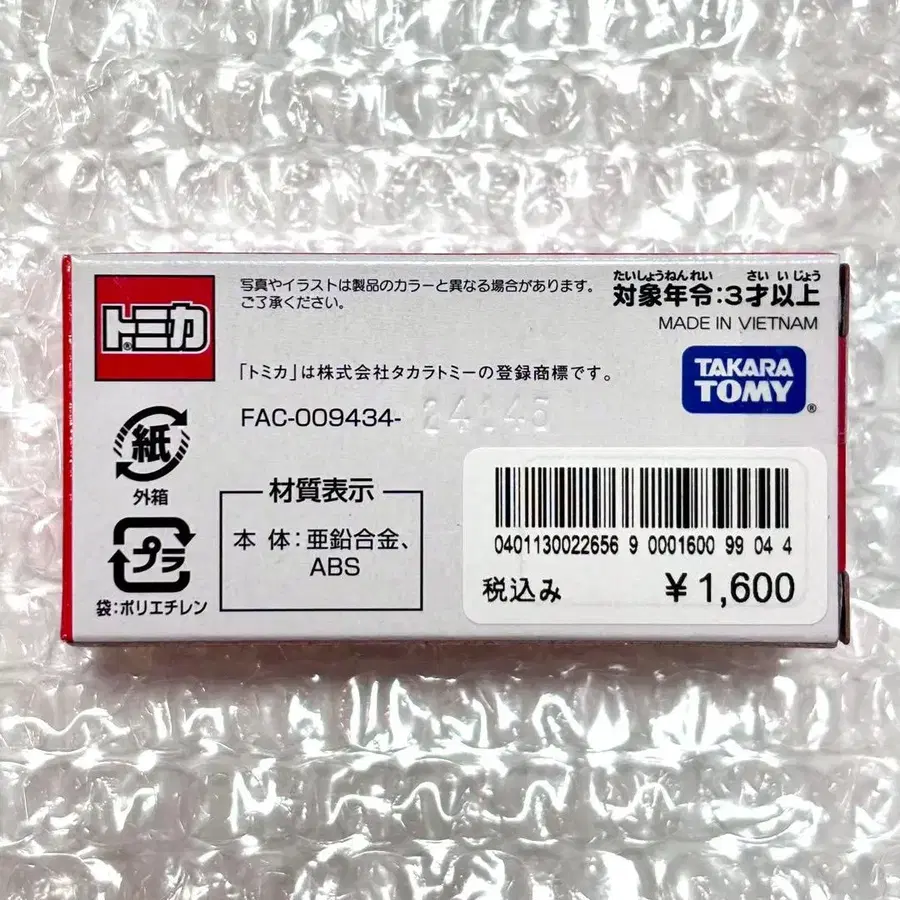 トミカ
®
写真やイラストは製品のカラーと異なる場合があります。
ご了承ください。
たいしょうねんれい さい いじょう
対象年令:3才以上
MADE IN VIETNAM
「トミカ」は株式会社タカラトミーの登録商標です。
TAKARA
TOMY®
FAC-009434-
紙
外箱
プラ
袋:ポリエチレン
材質表示
本 体:亜鉛合金、
ABS
0401130022656 9 0001600 99 04 4
税込み ¥1,600